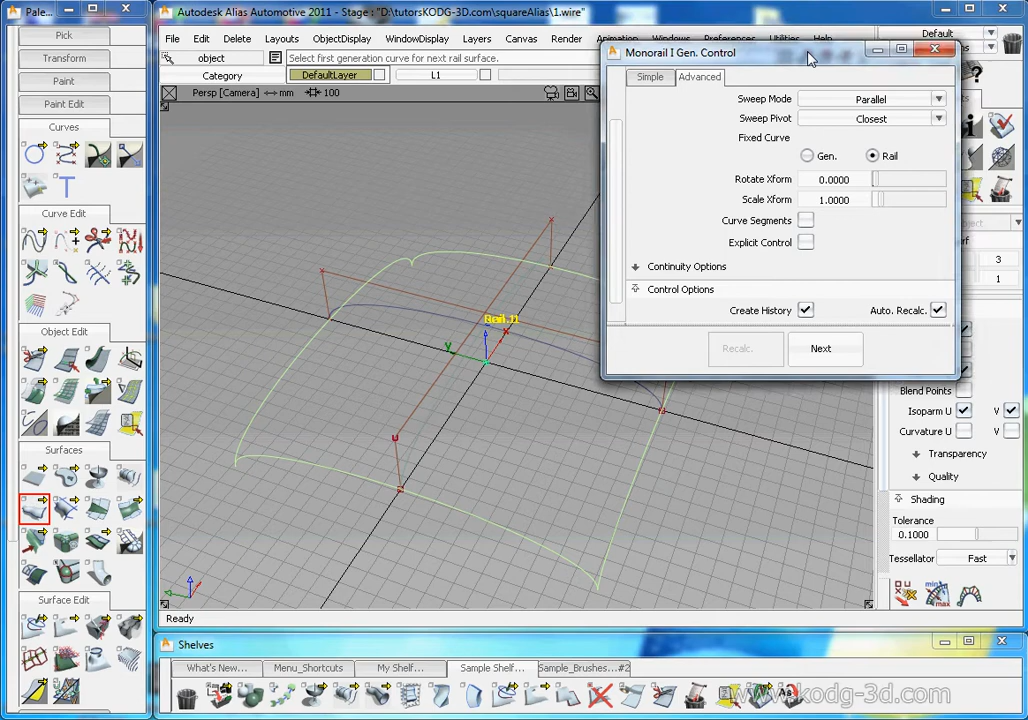 Pale...
Autodesk Alias Automotive 2011 - Stage : "D:\tutorsKODG-3D.com/squareAlias\1.wire"
Pick
Transform
Paint
Paint Edit
Curves
Curve Edit
Object Edit
Surfaces
Surface Edit
File Edit Delete Layouts ObjectDisplay WindowDisplay Layers Canvas Render Animation Windows Preferences Utilities Help
object Select first generation curve for next rail surface.
Category DefaultLayer L1
Persp [Camera] mm 100
Rail.11
Y
X
u
Monorail I Gen. Control
Simple Advanced
Sweep Mode Parallel
Sweep Pivot Closest
Fixed Curve
Gen. Rail
Rotate Xform 0.0000
Scale Xform 1.0000
Curve Segments
Explicit Control
Continuity Options
Control Options
Create History Auto. Recalc.
Recalc. Next
Default
3
1
Blend Points
Isoparm U V
Curvature U V
Transparency
Quality
Shading
Tolerance
0.1000
Tessellator Fast
Ready
Shelves
What's New... Menu_Shortcuts My Shelf... Sample Shelf... Sample_Brushes...#2
www.kodg-3d.com